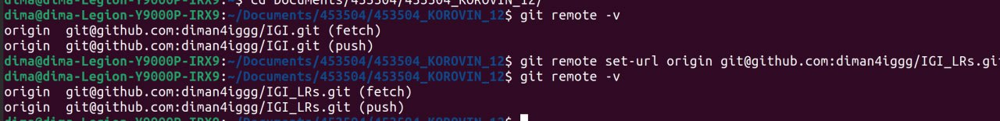 dima@dima-Legion-Y9000P-IRX9:~$ cd Documents/453504/453504_KOROVIN_12/
dima@dima-Legion-Y9000P-IRX9:~/Documents/453504/453504_KOROVIN_12$ git remote -v
origin  git@github.com:diman4iggg/IGI.git (fetch)
origin  git@github.com:diman4iggg/IGI.git (push)
dima@dima-Legion-Y9000P-IRX9:~/Documents/453504/453504_KOROVIN_12$ git remote set-url origin git@github.com:diman4iggg/IGI_LRs.git
dima@dima-Legion-Y9000P-IRX9:~/Documents/453504/453504_KOROVIN_12$ git remote -v
origin  git@github.com:diman4iggg/IGI_LRs.git (fetch)
origin  git@github.com:diman4iggg/IGI_LRs.git (push)
dima@dima-Legion-Y9000P-IRX9:~/Documents/453504/453504_KOROVIN_12$